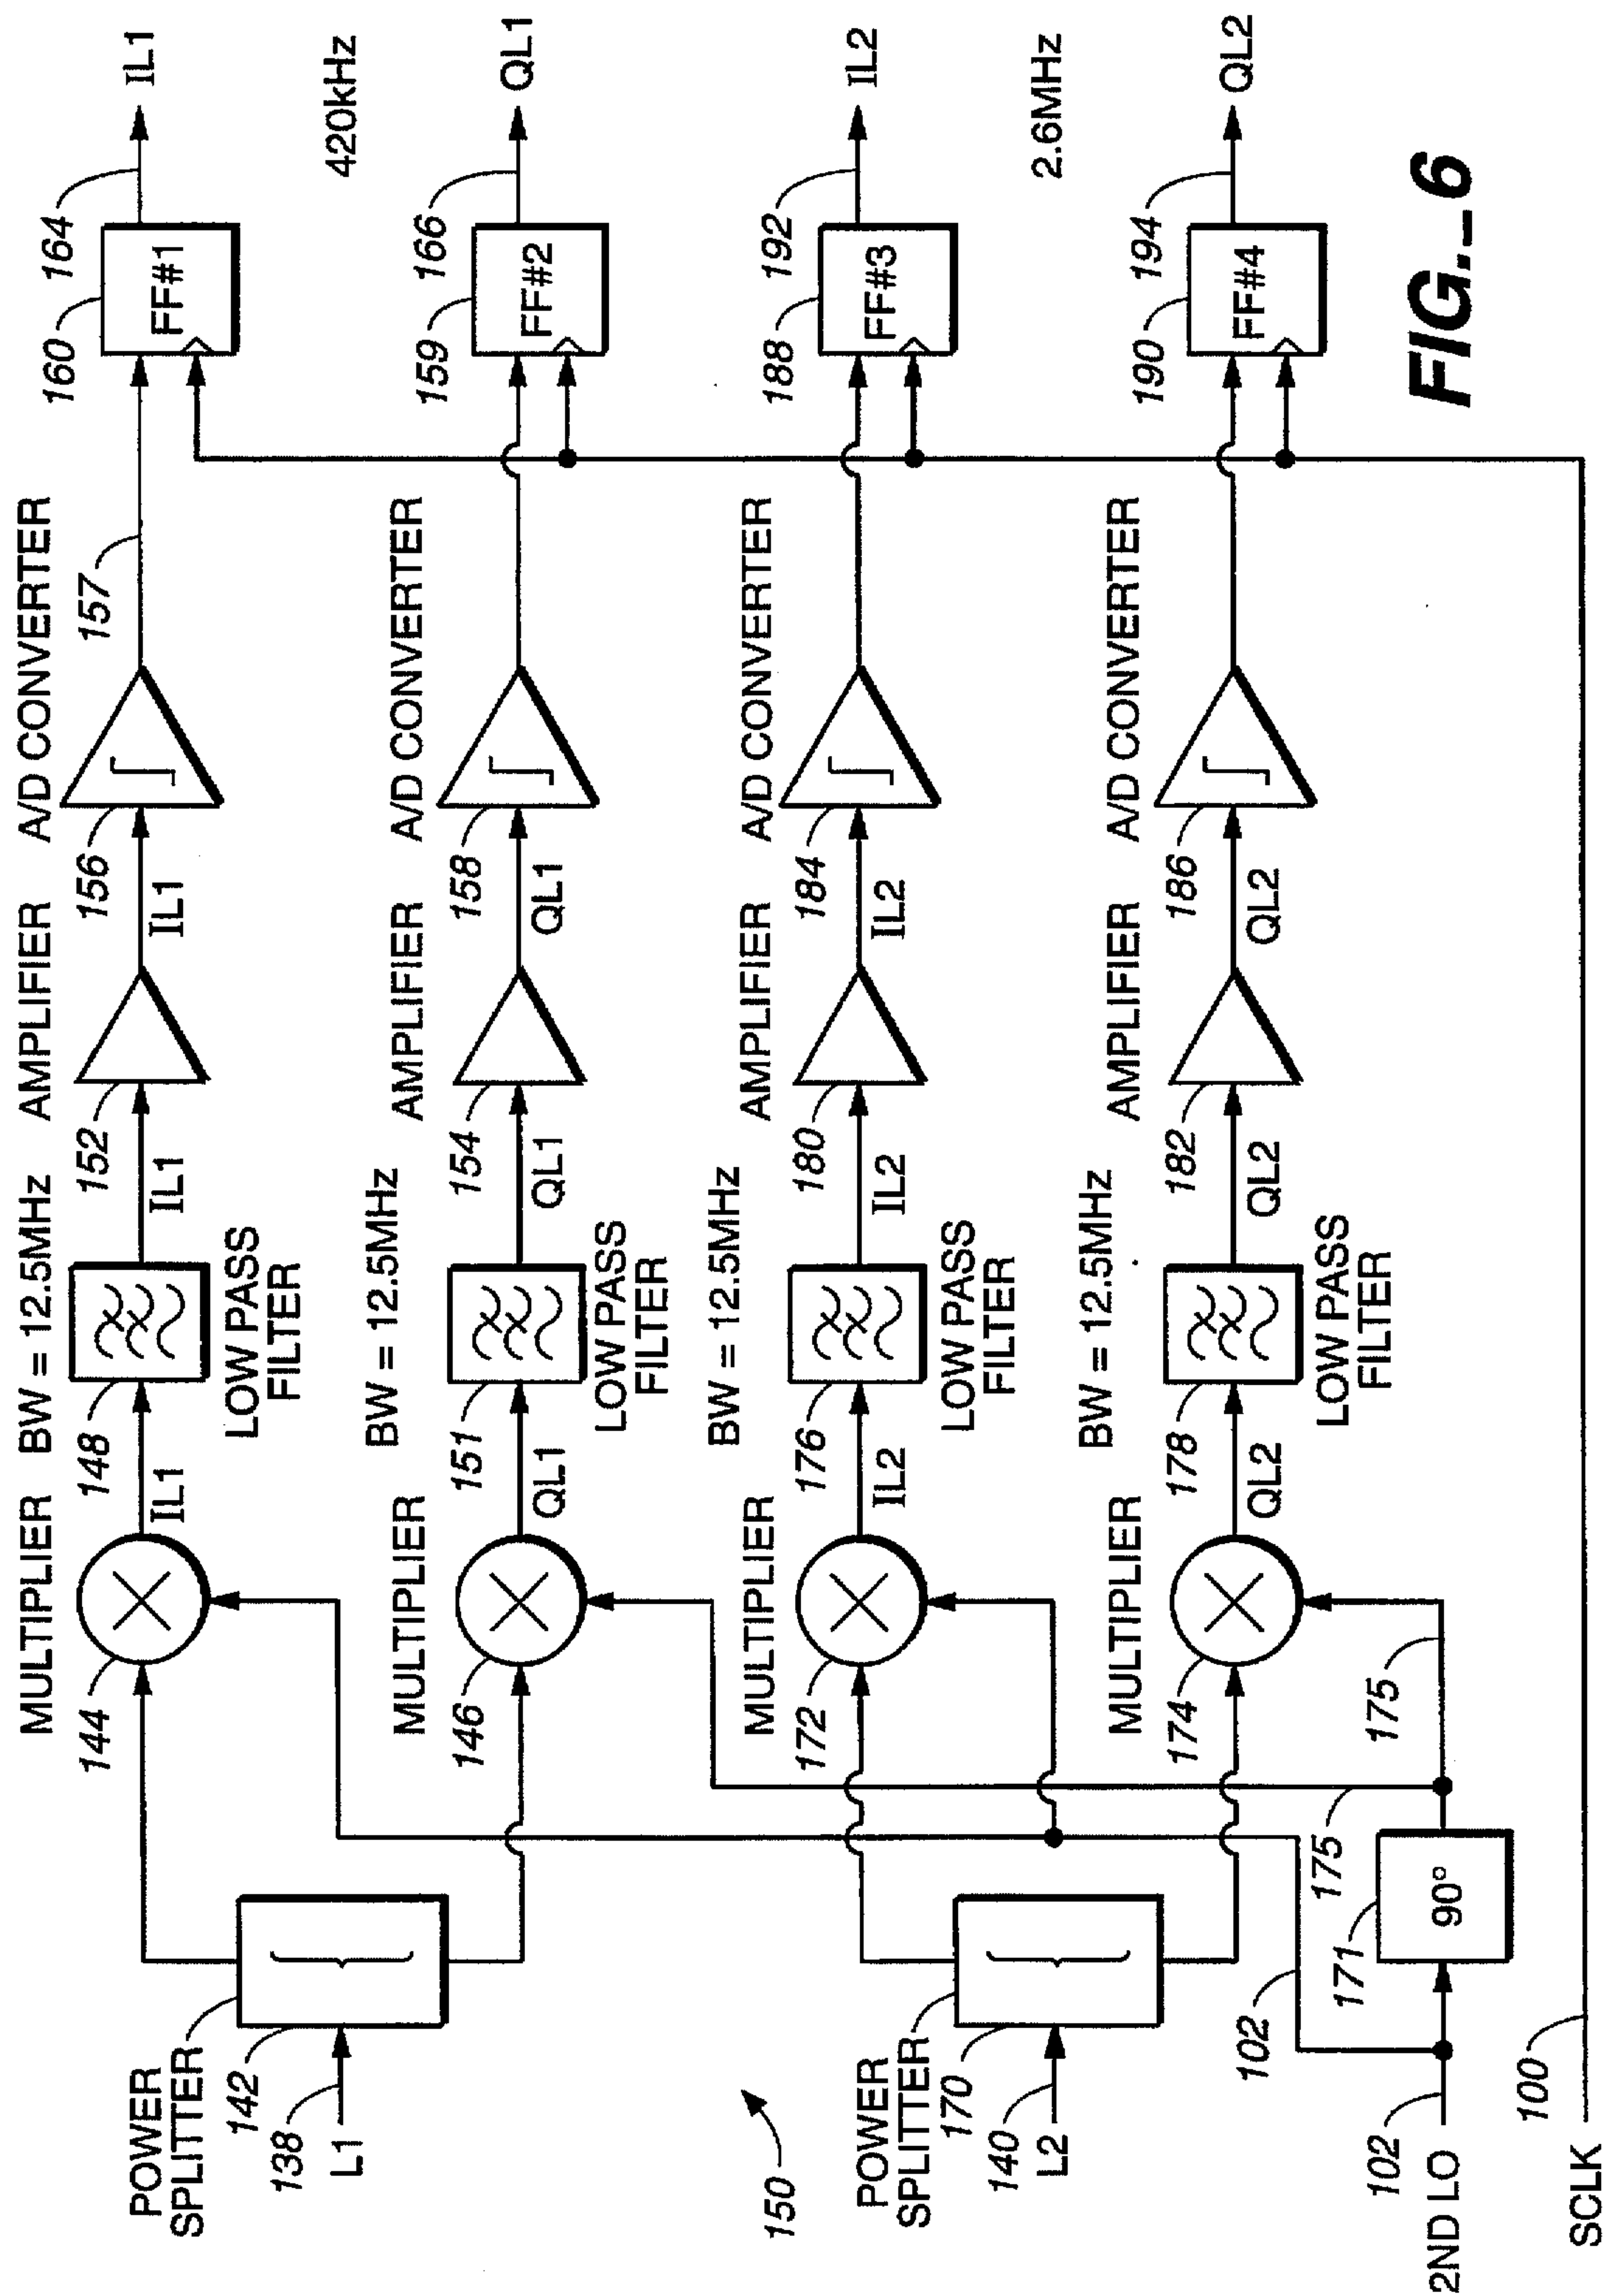 MULTIPLIER
BW = 12.5MHz
AMPLIFIER
A/D CONVERTER
144
IL1
148
LOW PASS
FILTER
152
IL1
156
IL1
157
160
FF#1
164
IL1
POWER
SPLITTER
142
138
L1
420kHz
MULTIPLIER
BW = 12.5MHz
AMPLIFIER
A/D CONVERTER
146
QL1
151
LOW PASS
FILTER
154
QL1
158
QL1
159
FF#2
166
QL1
MULTIPLIER
BW = 12.5MHz
AMPLIFIER
A/D CONVERTER
172
IL2
176
LOW PASS
FILTER
180
IL2
184
IL2
188
FF#3
192
IL2
150
POWER
SPLITTER
170
140
L2
2.6MHz
MULTIPLIER
BW = 12.5MHz
AMPLIFIER
A/D CONVERTER
174
QL2
178
LOW PASS
FILTER
182
QL2
186
QL2
190
FF#4
194
QL2
102
171
90°
175
175
102
2ND LO
100
SCLK
FIG._6